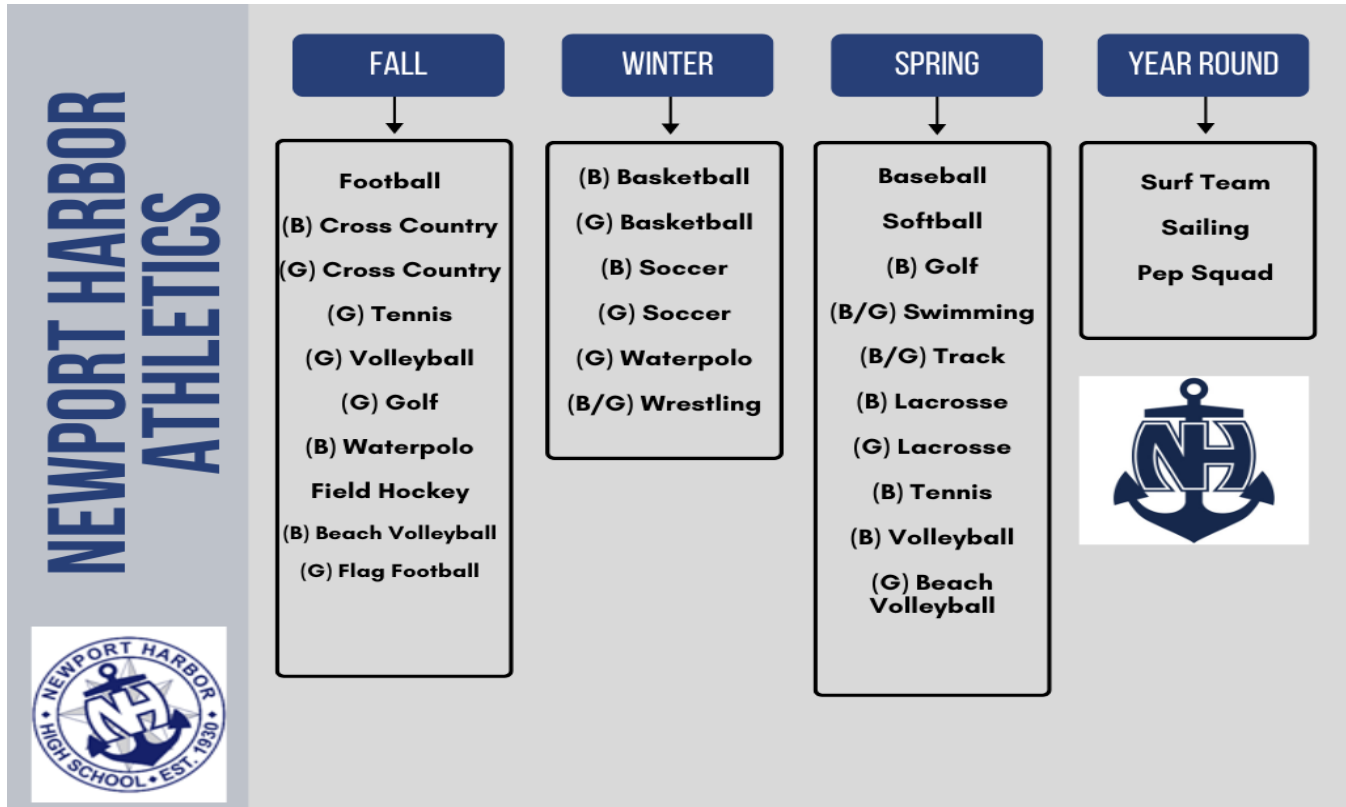 NEWPORT HARBOR
ATHLETICS
FALL
Football
(B) Cross Country
(G) Cross Country
(G) Tennis
(G) Volleyball
(G) Golf
(B) Waterpolo
Field Hockey
(B) Beach Volleyball
(G) Flag Football
WINTER
(B) Basketball
(G) Basketball
(B) Soccer
(G) Soccer
(G) Waterpolo
(B/G) Wrestling
SPRING
Baseball
Softball
(B) Golf
(B/G) Swimming
(B/G) Track
(B) Lacrosse
(G) Lacrosse
(B) Tennis
(B) Volleyball
(G) Beach
Volleyball
YEAR ROUND
Surf Team
Sailing
Pep Squad
NH
NEWPORT HARBOR
NH
HIGH SCHOOL • EST. 1930